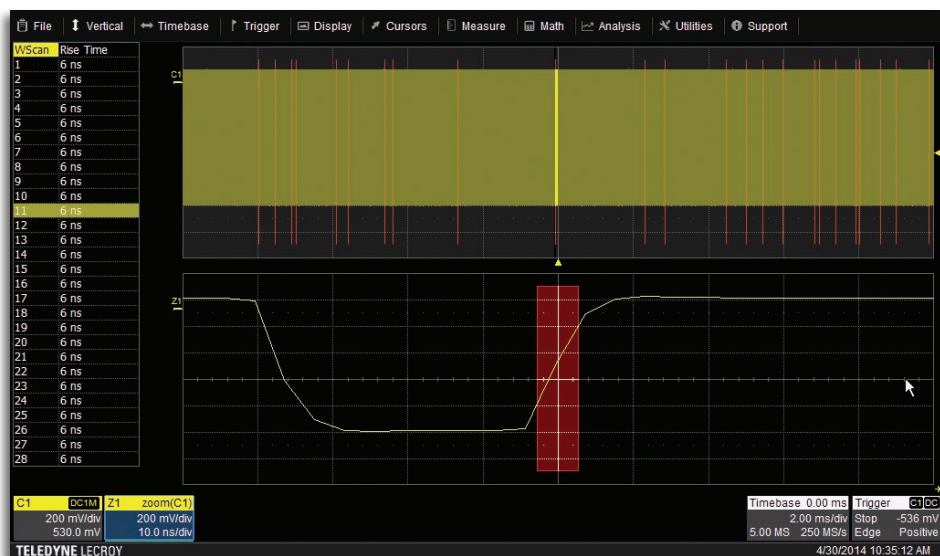 File Vertical Timebase Trigger Display Cursors Measure Math Analysis Utilities Support
WScan Rise Time
1 6 ns
2 6 ns
3 6 ns
4 6 ns
5 6 ns
6 6 ns
7 6 ns
8 6 ns
9 6 ns
10 6 ns
11 6 ns
12 6 ns
13 6 ns
14 6 ns
15 6 ns
16 6 ns
17 6 ns
18 6 ns
19 6 ns
20 6 ns
21 6 ns
22 6 ns
23 6 ns
24 6 ns
25 6 ns
26 6 ns
27 6 ns
28 6 ns
C1
Z1
C1 DC1M Z1 zoom(C1) Timebase 0.00 ms Trigger C1 DC
200 mV/div 200 mV/div 2.00 ms/div Stop -536 mV
530.0 mV 10.0 ns/div 5.00 MS 250 MS/s Edge Positive
TELEDYNE LECROY 4/30/2014 10:35:12 AM